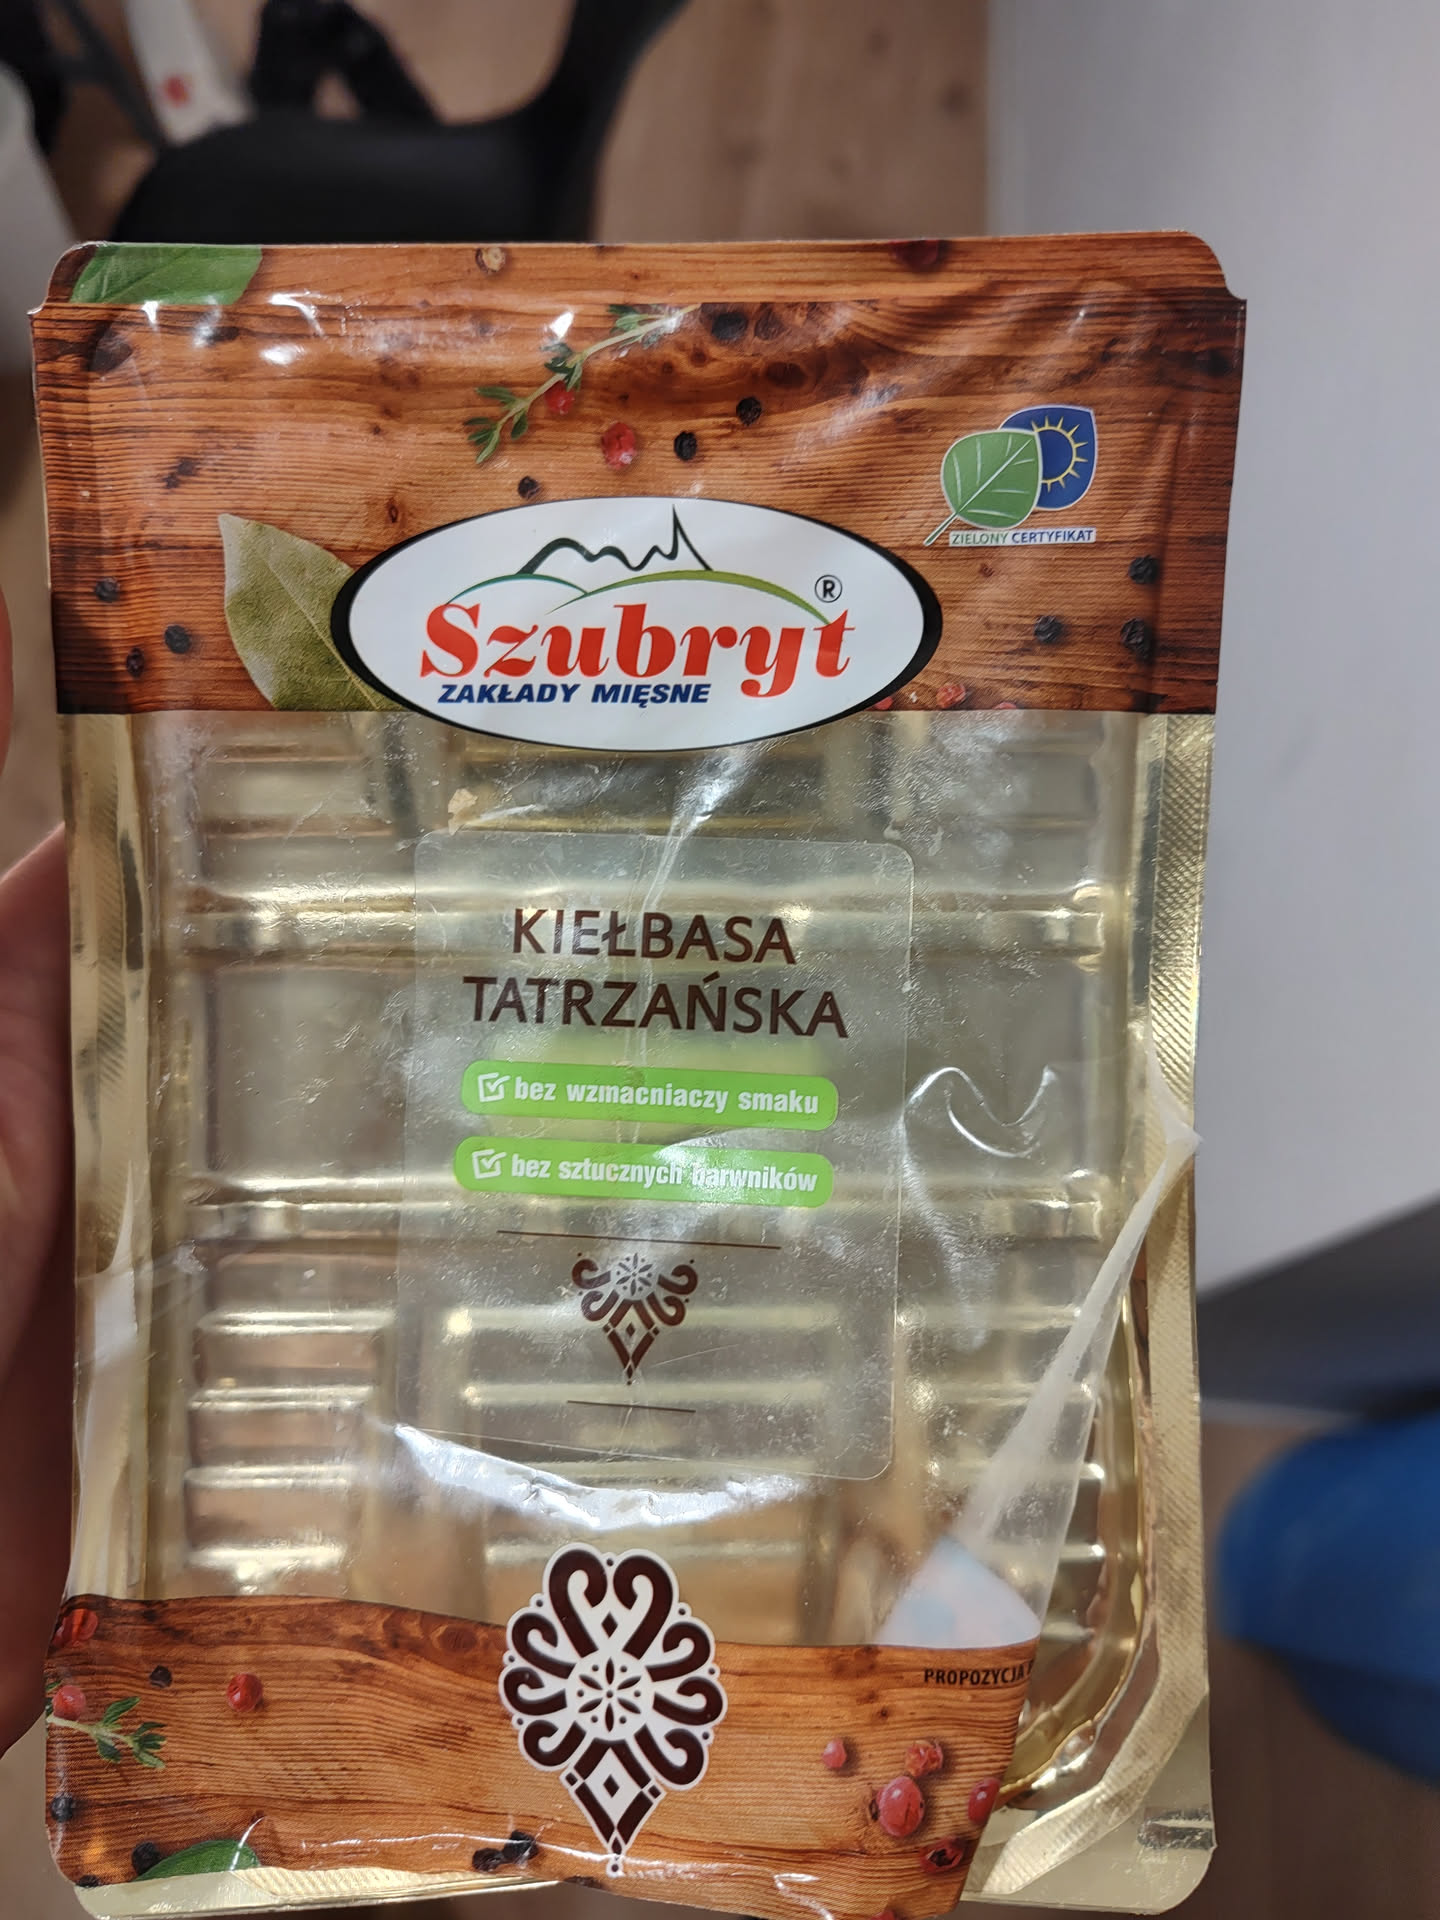 ZIELONY CERTYFIKAT
Szubryt ®
ZAKŁADY MIĘSNE
KIEŁBASA
TATRZAŃSKA
bez wzmacniaczy smaku
bez sztucznych barwników
PROPOZYCJA